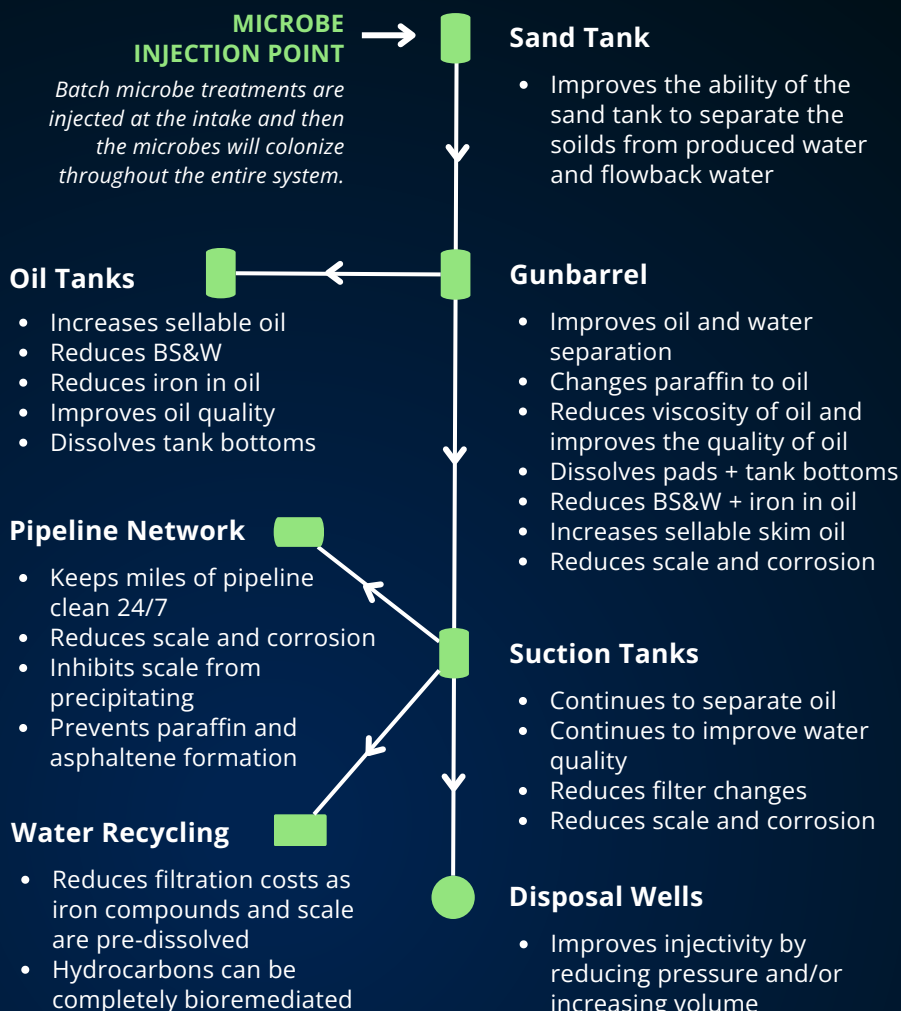 MICROBE
INJECTION POINT
Batch microbe treatments are
injected at the intake and then
the microbes will colonize
throughout the entire system.
Sand Tank
• Improves the ability of the
sand tank to separate the
soilds from produced water
and flowback water
Oil Tanks
• Increases sellable oil
• Reduces BS&W
• Reduces iron in oil
• Improves oil quality
• Dissolves tank bottoms
Gunbarrel
• Improves oil and water
separation
• Changes paraffin to oil
• Reduces viscosity of oil and
improves the quality of oil
• Dissolves pads + tank bottoms
• Reduces BS&W + iron in oil
• Increases sellable skim oil
• Reduces scale and corrosion
Pipeline Network
• Keeps miles of pipeline
clean 24/7
• Reduces scale and corrosion
• Inhibits scale from
precipitating
• Prevents paraffin and
asphaltene formation
Suction Tanks
• Continues to separate oil
• Continues to improve water
quality
• Reduces filter changes
• Reduces scale and corrosion
Water Recycling
• Reduces filtration costs as
iron compounds and scale
are pre-dissolved
• Hydrocarbons can be
completely bioremediated
Disposal Wells
• Improves injectivity by
reducing pressure and/or
increasing volume